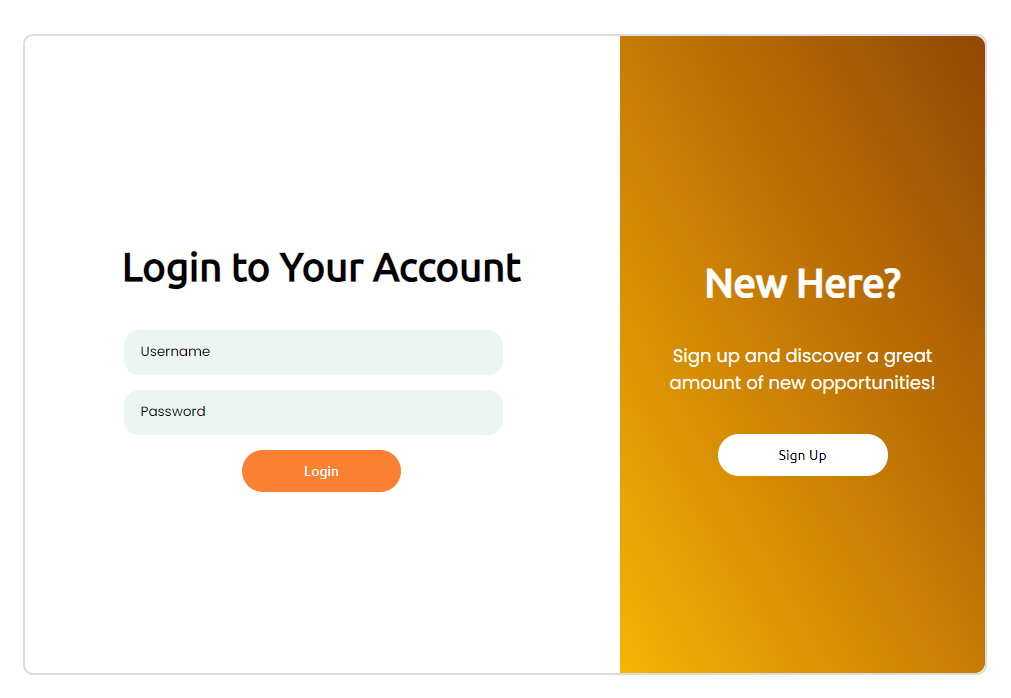 Login to Your Account
Username
Password
Login
New Here?
Sign up and discover a great
amount of new opportunities!
Sign Up